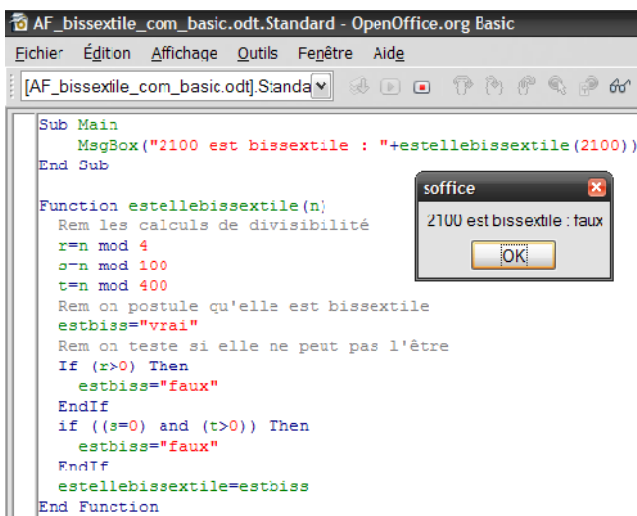 AF_bissextile_com_basic.odt.Standard - OpenOffice.org Basic
Fichier Édition Affichage Outils Fenêtre Aide
[AF_bissextile_com_basic.odt].Standa
Sub Main
MsgBox("2100 est bissextile : "+estellebissextile(2100))
End Sub
Function estellebissextile(n)
Rem les calculs de divisibilité
r=n mod 4
s=n mod 100
t=n mod 400
Rem on postule qu'elle est bissextile
estbiss="vrai"
Rem on teste si elle ne peut pas l'être
If (r>0) Then
estbiss="faux"
EndIf
if ((s=0) and (t>0)) Then
estbiss="faux"
EndIf
estellebissextile=estbiss
End Function
soffice
2100 est bissextile : faux
OK